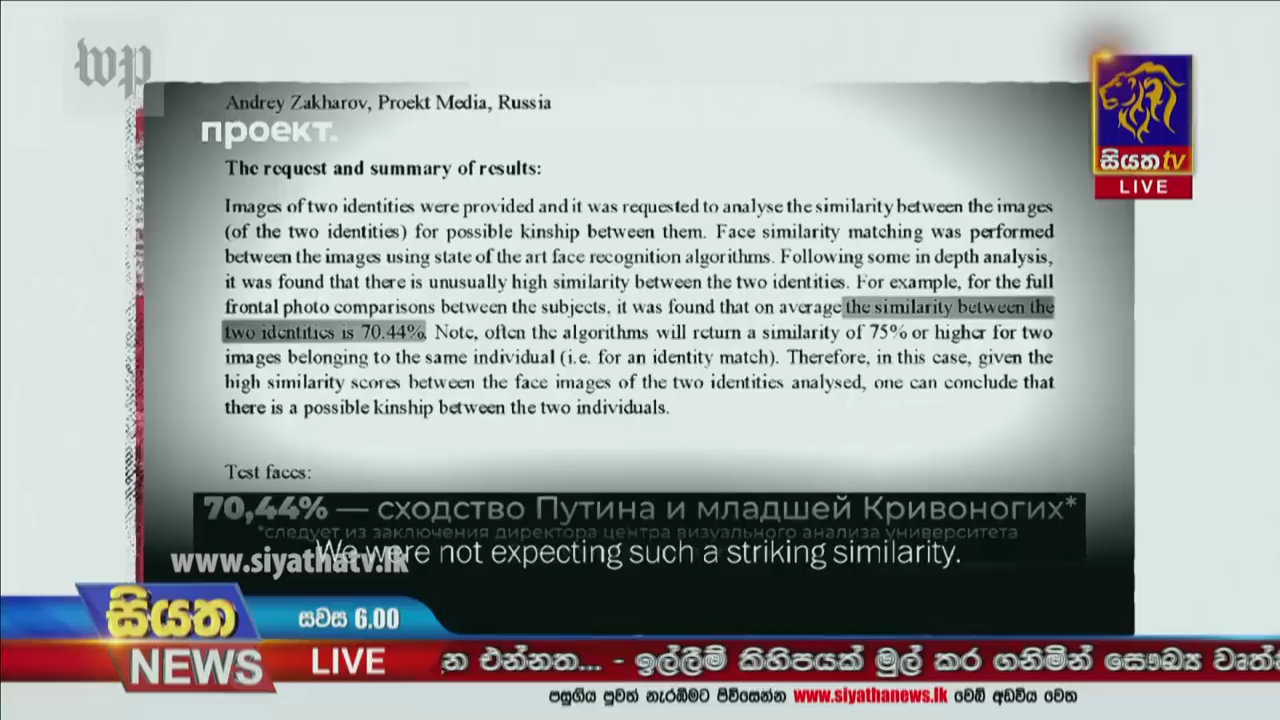 wp
Andrey Zakharov, Proekt Media, Russia
проект.
The request and summary of results:
Images of two identities were provided and it was requested to analyse the similarity between the images
(of the two identities) for possible kinship between them. Face similarity matching was performed
between the images using state of the art face recognition algorithms. Following some in depth analysis,
it was found that there is unusually high similarity between the two identities. For example, for the full
frontal photo comparisons between the subjects, it was found that on average the similarity between the
two identities is 70.44%. Note, often the algorithms will return a similarity of 75% or higher for two
images belonging to the same individual (i.e. for an identity match). Therefore, in this case, given the
high similarity scores between the face images of the two identities analysed, one can conclude that
there is a possible kinship between the two individuals.
Test faces:
70,44% — сходство Путина и младшей Кривоногих*
*следует из заключения директора центра визуального анализа университета
We were not expecting such a striking similarity.
www.siyathatv.lk
සියත tv
LIVE
සියත
NEWS
සවස 6.00
LIVE
න එන්නත... - ඉල්ලීම් කිහිපයක් මුල් කර ගනිමින් සෞඛ්‍ය වෘත්
පසුගිය පුවත් නැරඹීමට පිවිසෙන්න www.siyathanews.lk වෙබ් අඩවිය වෙත